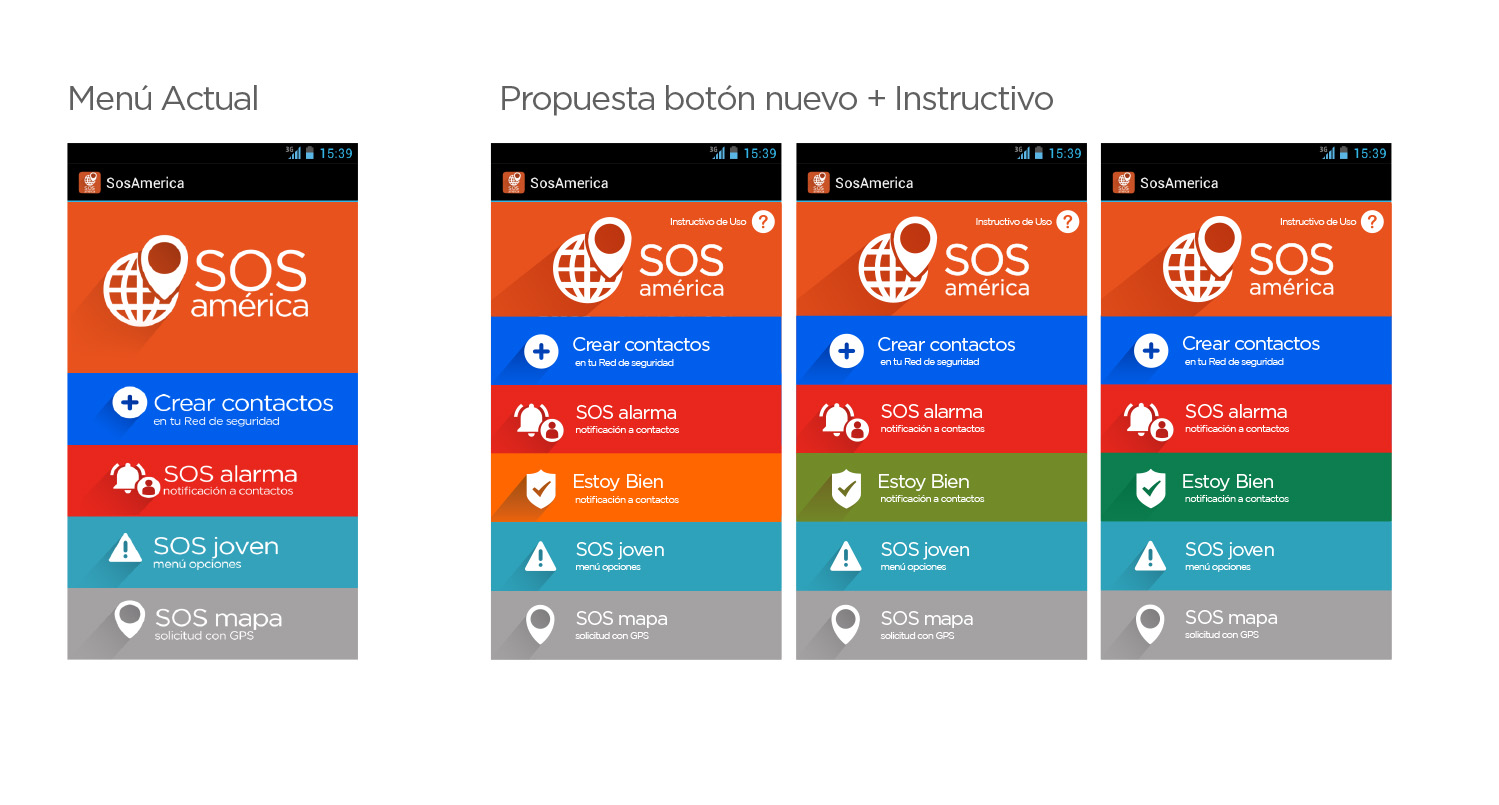 Menú Actual
Propuesta botón nuevo + Instructivo
3G 15:39
SosAmerica
SOS
américa
Crear contactos
en tu Red de seguridad
SOS alarma
notificación a contactos
SOS joven
menú opciones
SOS mapa
solicitud con GPS
3G 15:39
SosAmerica
Instructivo de Uso ?
SOS
américa
Crear contactos
en tu Red de seguridad
SOS alarma
notificación a contactos
Estoy Bien
notificación a contactos
SOS joven
menú opciones
SOS mapa
solicitud con GPS
3G 15:39
SosAmerica
Instructivo de Uso ?
SOS
américa
Crear contactos
en tu Red de seguridad
SOS alarma
notificación a contactos
Estoy Bien
notificación a contactos
SOS joven
menú opciones
SOS mapa
solicitud con GPS
3G 15:39
SosAmerica
Instructivo de Uso ?
SOS
américa
Crear contactos
en tu Red de seguridad
SOS alarma
notificación a contactos
Estoy Bien
notificación a contactos
SOS joven
menú opciones
SOS mapa
solicitud con GPS